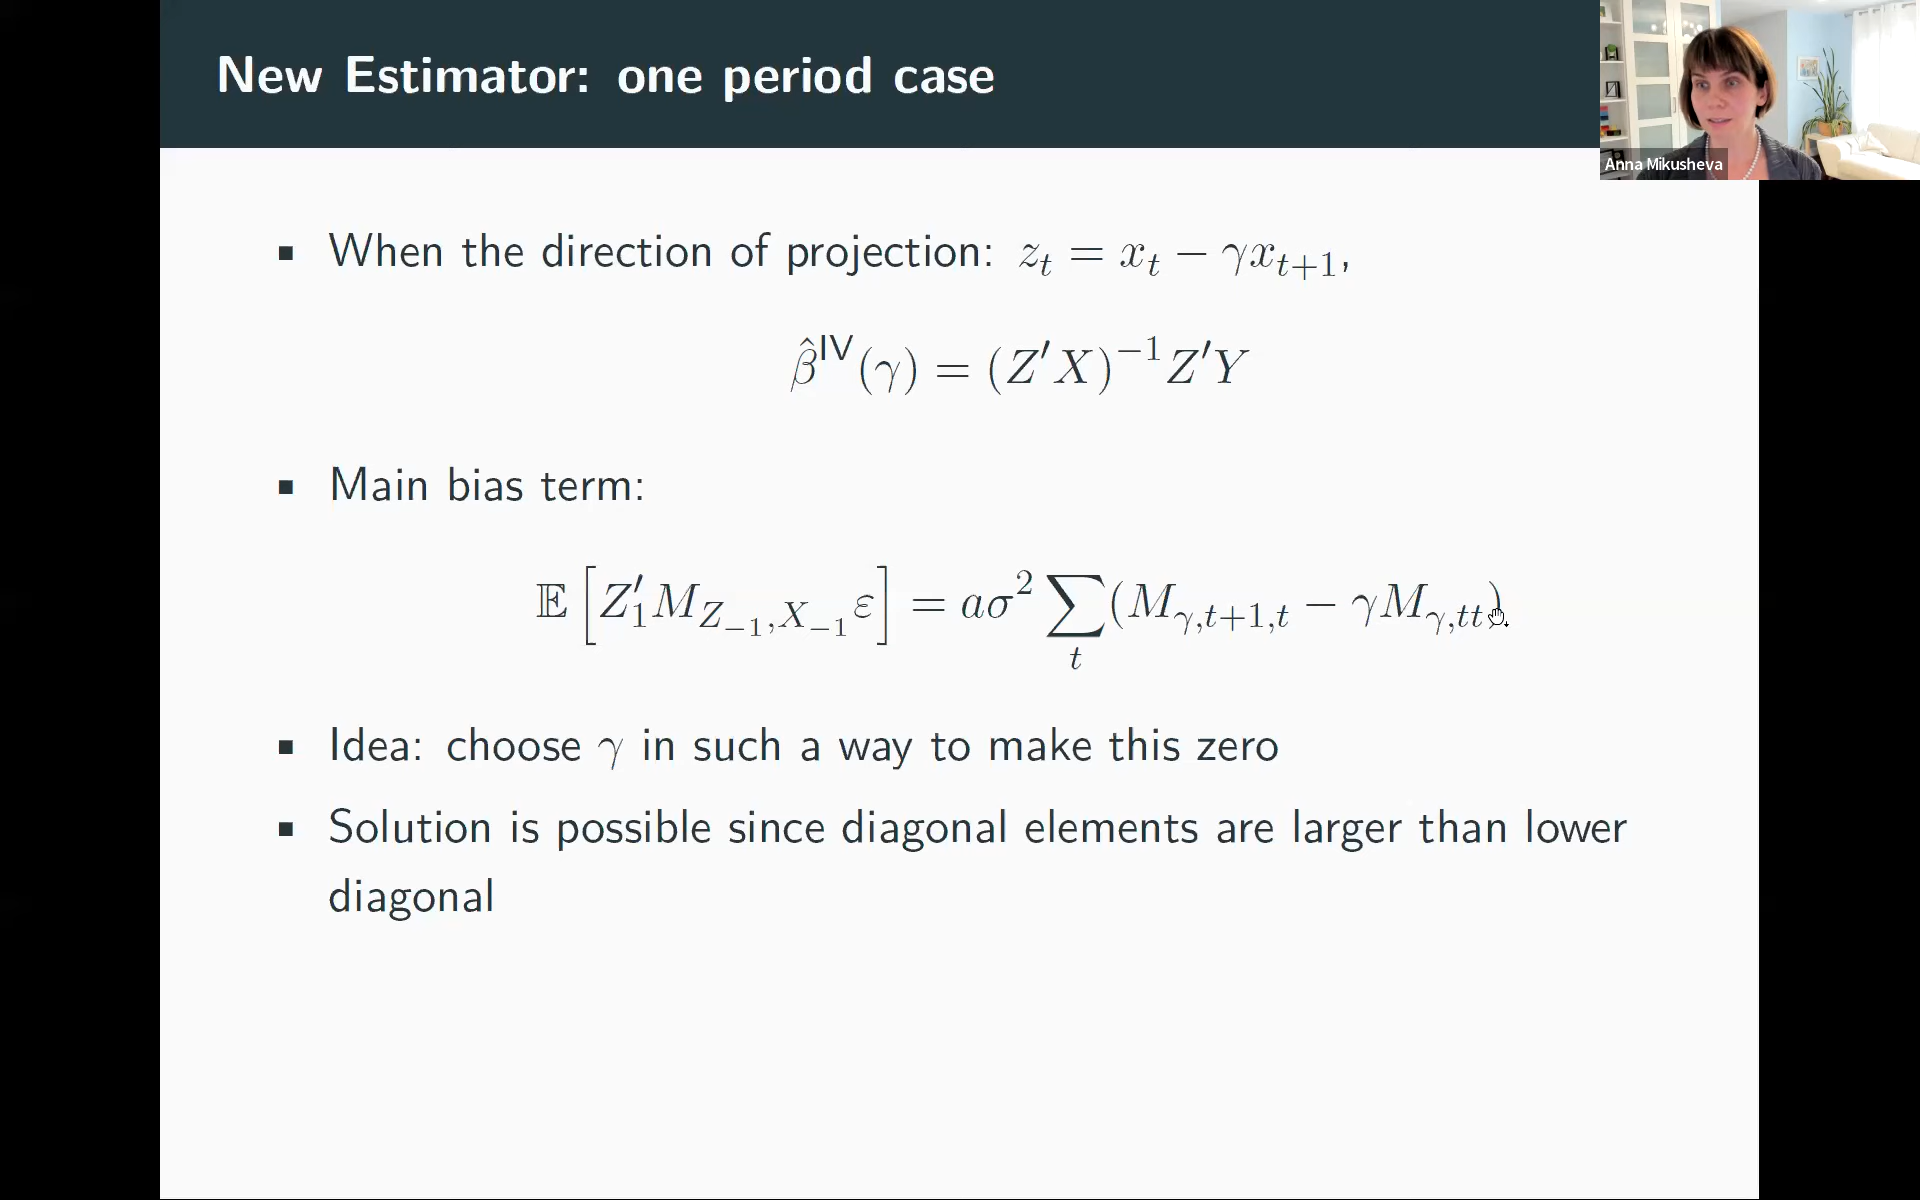 New Estimator: one period case
Anna Mikusheva
▪ When the direction of projection: z_t = x_t − γx_{t+1},
β̂^{IV}(γ) = (Z′X)^{−1}Z′Y
▪ Main bias term:
𝔼[Z′_1 M_{Z_{−1},X_{−1}} ε] = aσ² ∑_t (M_{γ,t+1,t} − γM_{γ,tt}).
▪ Idea: choose γ in such a way to make this zero
▪ Solution is possible since diagonal elements are larger than lower
diagonal